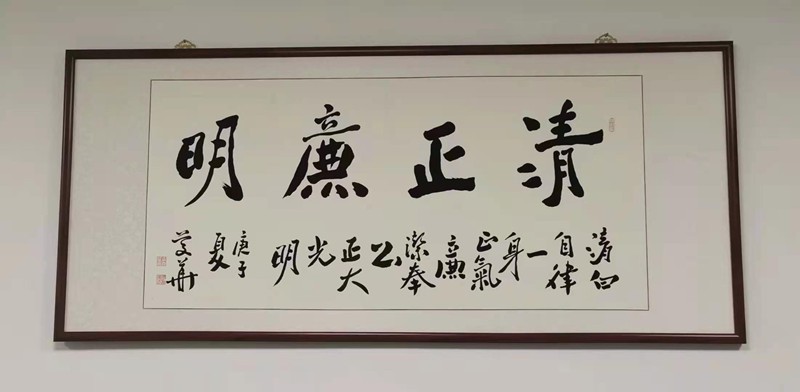 清正廉明
清白
自律
一
身
正氣
廉
潔奉
公
正大
光
明
庚子
夏